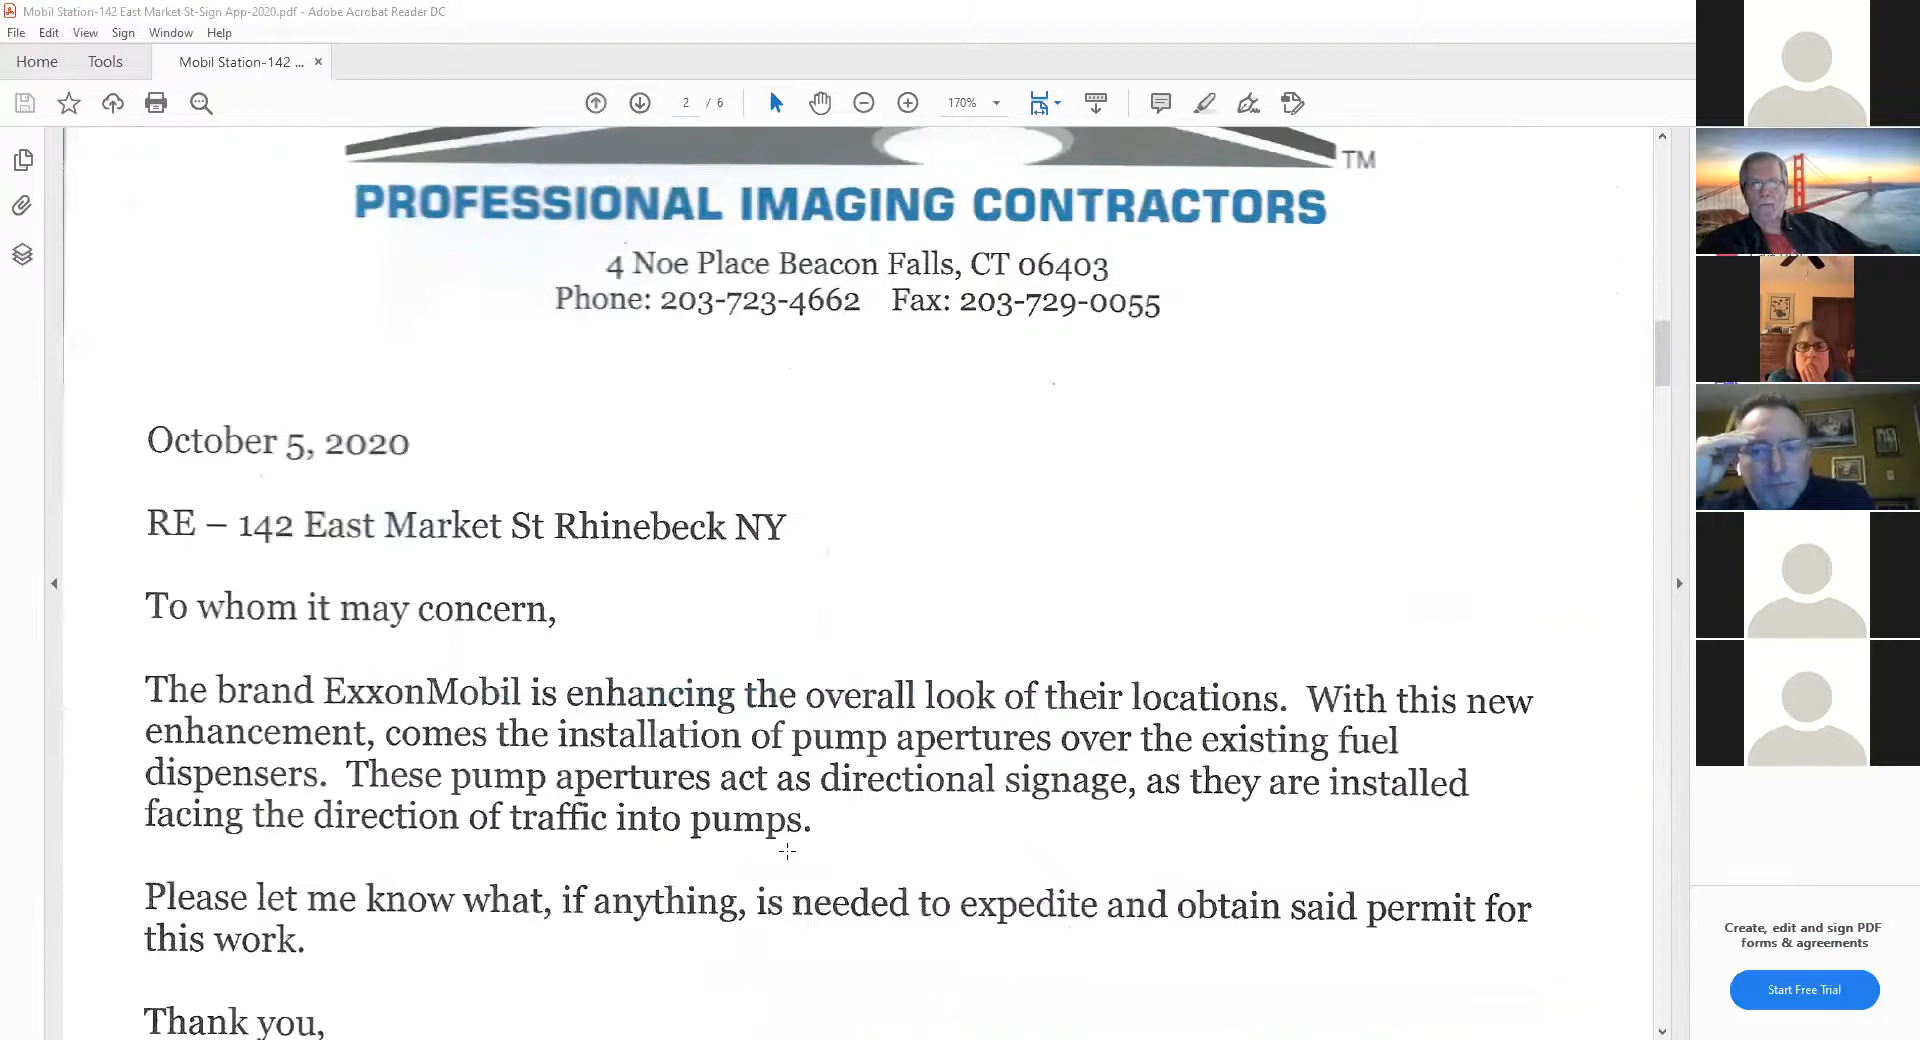 Mobil Station-142 East Market St-Sign App-2020.pdf - Adobe Acrobat Reader DC
File Edit View Sign Window Help
Home Tools Mobil Station-142 ... ×
2 / 6 170%
TM
PROFESSIONAL IMAGING CONTRACTORS
4 Noe Place Beacon Falls, CT 06403
Phone: 203-723-4662 Fax: 203-729-0055
October 5, 2020
RE – 142 East Market St Rhinebeck NY
To whom it may concern,
The brand ExxonMobil is enhancing the overall look of their locations. With this new
enhancement, comes the installation of pump apertures over the existing fuel
dispensers. These pump apertures act as directional signage, as they are installed
facing the direction of traffic into pumps.
Please let me know what, if anything, is needed to expedite and obtain said permit for
this work.
Thank you,
Create, edit and sign PDF
forms & agreements
Start Free Trial